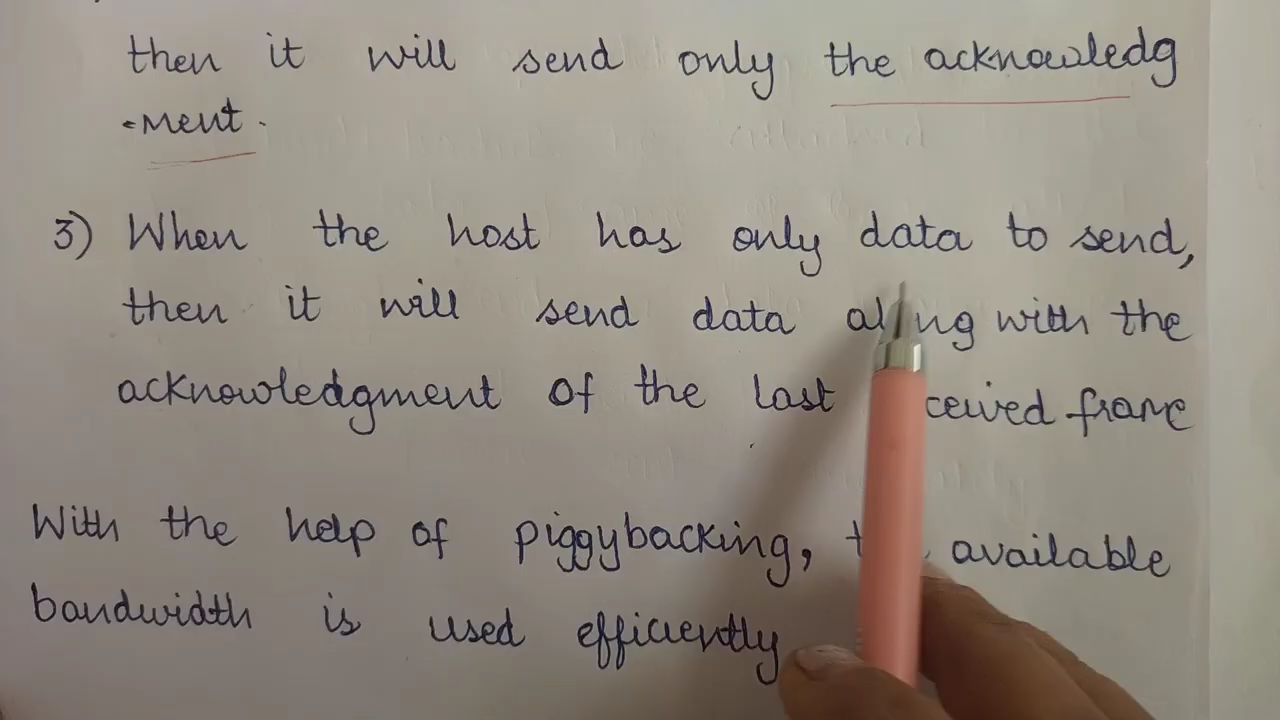 then it will send only the acknowledg
-ment.
3) When the host has only data to send,
then it will send data along with the
acknowledgment of the last frame
With the help of piggybacking, available
bandwidth is used efficiently